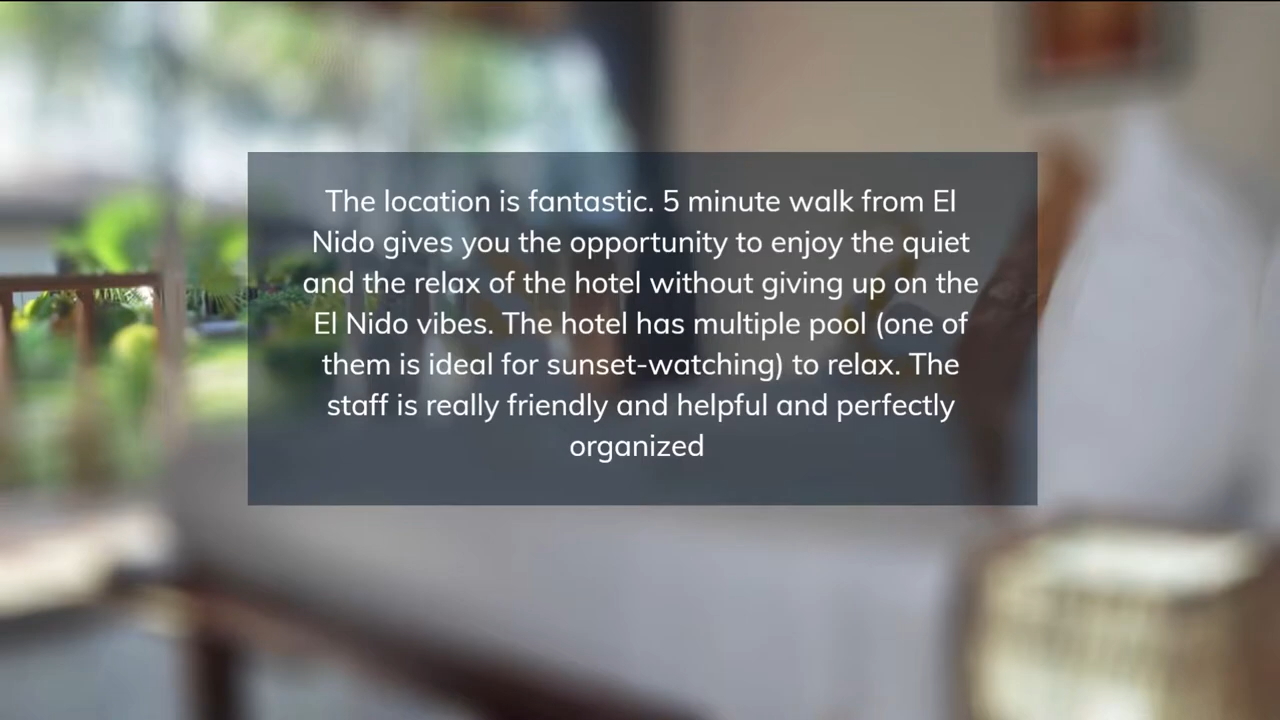 The location is fantastic. 5 minute walk from El
Nido gives you the opportunity to enjoy the quiet
and the relax of the hotel without giving up on the
El Nido vibes. The hotel has multiple pool (one of
them is ideal for sunset-watching) to relax. The
staff is really friendly and helpful and perfectly
organized